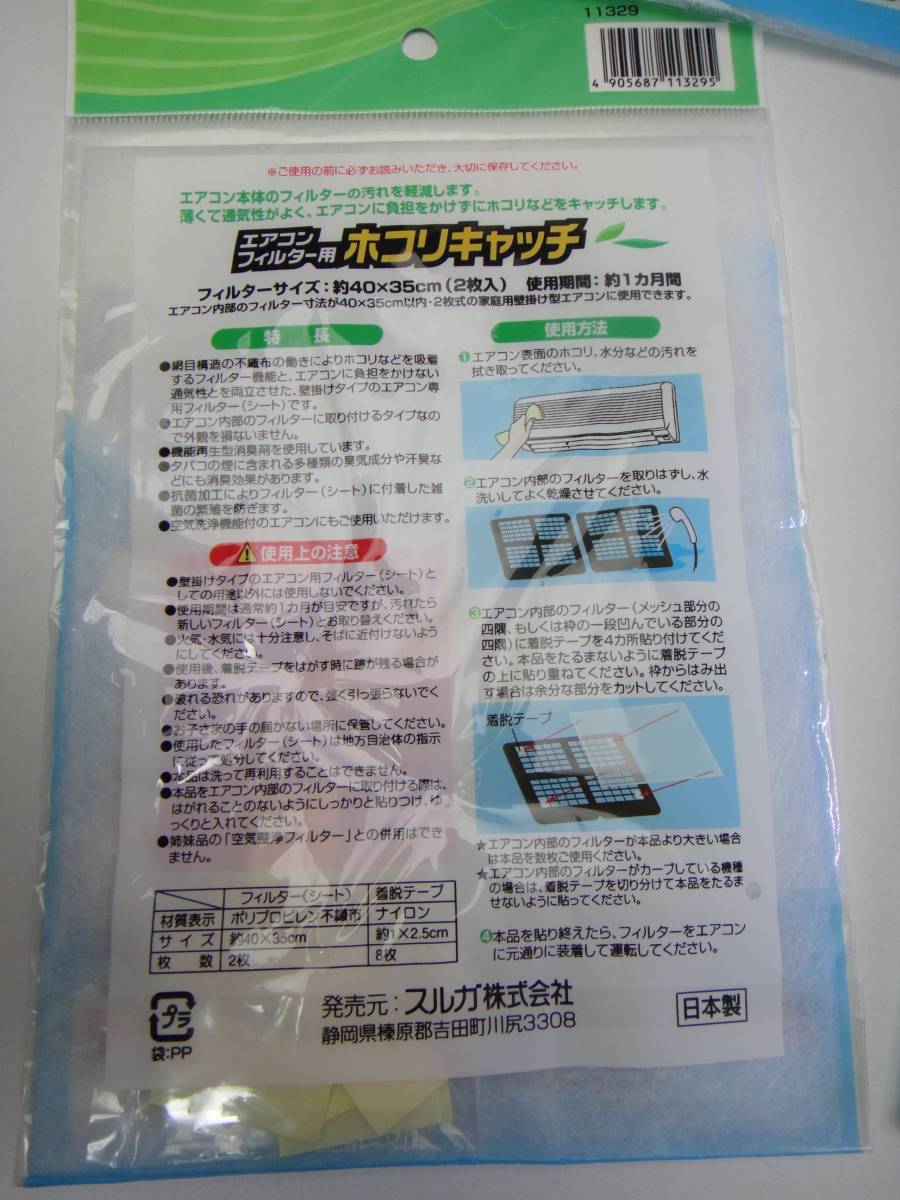 11329
4 905687 113295
※ご使用の前に必ずお読みいただき、大切に保存してください。
エアコン本体のフィルターの汚れを軽減します。
薄くて通気性がよく、エアコンに負担をかけずにホコリなどをキャッチします。
エアコン
フィルター用
ホコリキャッチ
フィルターサイズ：約40×35cm（2枚入） 使用期間：約1カ月間
エアコン内部のフィルター寸法が40×35cm以内・2枚式の家庭用壁掛け型エアコンに使用できます。
特長
●網目構造の不織布の働きによりホコリなどを吸着
するフィルター機能と、エアコンに負担をかけない
通気性とを両立させた、壁掛けタイプのエアコン専
用フィルター（シート）です。
●エアコン内部のフィルターに取り付けるタイプなの
で外観を損ないません。
●機能再生型消臭剤を使用しています。
●タバコの煙に含まれる多種類の臭気成分や汗臭な
どにも消臭効果があります。
●抗菌加工によりフィルター（シート）に付着した雑
菌の繁殖を防ぎます。
●空気洗浄機能付のエアコンにもご使用いただけます。
使用上の注意
●壁掛けタイプのエアコン用フィルター（シート）と
しての用途以外には使用しないでください。
●使用期間は通常約1カ月が目安ですが、汚れたら
新しいフィルター（シート）とお取り替えください。
●火気・水気には十分注意し、そばに近付けないよう
にしてください。
●使用後、着脱テープをはがす時に跡が残る場合が
あります。
●破れる恐れがありますので、強く引っ張らないでく
ださい。
●お子さまの手の届かない場所に保管してください。
●使用したフィルター（シート）は地方自治体の指示
に従って処分してください。
●本品は洗って再利用することはできません。
●本品をエアコン内部のフィルターに取り付ける際は、
はがれることのないようにしっかりと貼りつけ、ゆ
っくりと入れてください。
●姉妹品の「空気整浄フィルター」との併用はでき
ません。
使用方法
①エアコン表面のホコリ、水分などの汚れを
拭き取ってください。
②エアコン内部のフィルターを取りはずし、水
洗いしてよく乾燥させてください。
③エアコン内部のフィルター（メッシュ部分の
四隅、もしくは枠の一段凹んでいる部分の
四隅）に着脱テープを4カ所貼り付けてくだ
さい。本品をたるまないように着脱テープ
の上に貼り重ねてください。枠からはみ出
す場合は余分な部分をカットしてください。
着脱テープ
★エアコン内部のフィルターが本品より大きい場合
は本品を数枚ご使用ください。
★エアコン内部のフィルターがカーブしている機種
の場合は、着脱テープを切り分けて本品をたるま
せないように貼ってください。
④本品を貼り終えたら、フィルターをエアコン
に元通りに装着して運転してください。
フィルター（シート） 着脱テープ
材質表示 ポリプロピレン不織布 ナイロン
サイズ 約40×35cm 約1×2.5cm
枚数 2枚 8枚
プラ
袋:PP
発売元：スルガ株式会社
静岡県榛原郡吉田町川尻3308
日本製